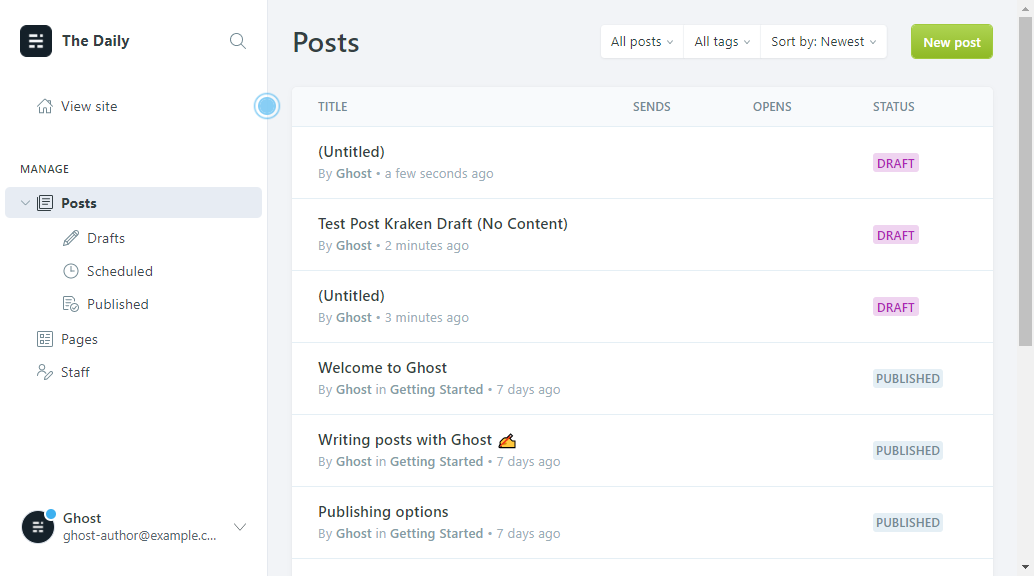 The Daily
View site
MANAGE
Posts
Drafts
Scheduled
Published
Pages
Staff
Ghost
ghost-author@example.c...
Posts
All posts
All tags
Sort by: Newest
New post
TITLE SENDS OPENS STATUS
(Untitled)
By Ghost • a few seconds ago
DRAFT
Test Post Kraken Draft (No Content)
By Ghost • 2 minutes ago
DRAFT
(Untitled)
By Ghost • 3 minutes ago
DRAFT
Welcome to Ghost
By Ghost in Getting Started • 7 days ago
PUBLISHED
Writing posts with Ghost ✍
By Ghost in Getting Started • 7 days ago
PUBLISHED
Publishing options
By Ghost in Getting Started • 7 days ago
PUBLISHED